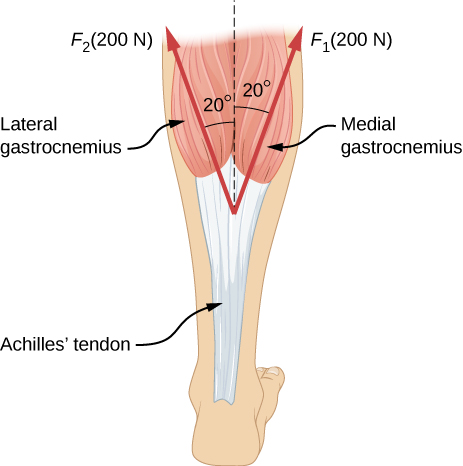 F2(200 N)
F1(200 N)
20°
20°
Lateral
gastrocnemius
Medial
gastrocnemius
Achilles’ tendon